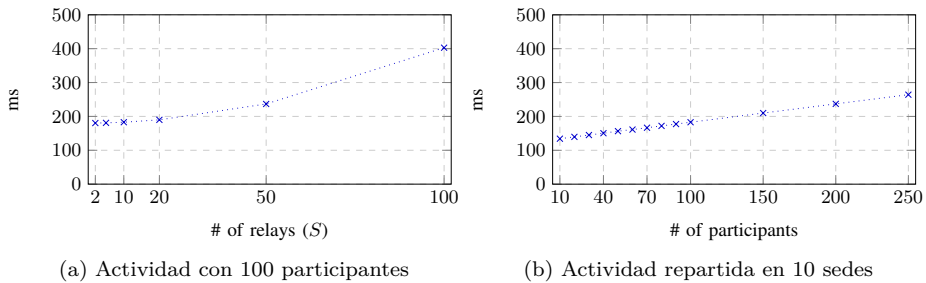 500
400
300
200
100
0
ms
2 10 20 50 100
# of relays (S)
(a) Actividad con 100 participantes
500
400
300
200
100
0
ms
10 40 70 100 150 200 250
# of participants
(b) Actividad repartida en 10 sedes